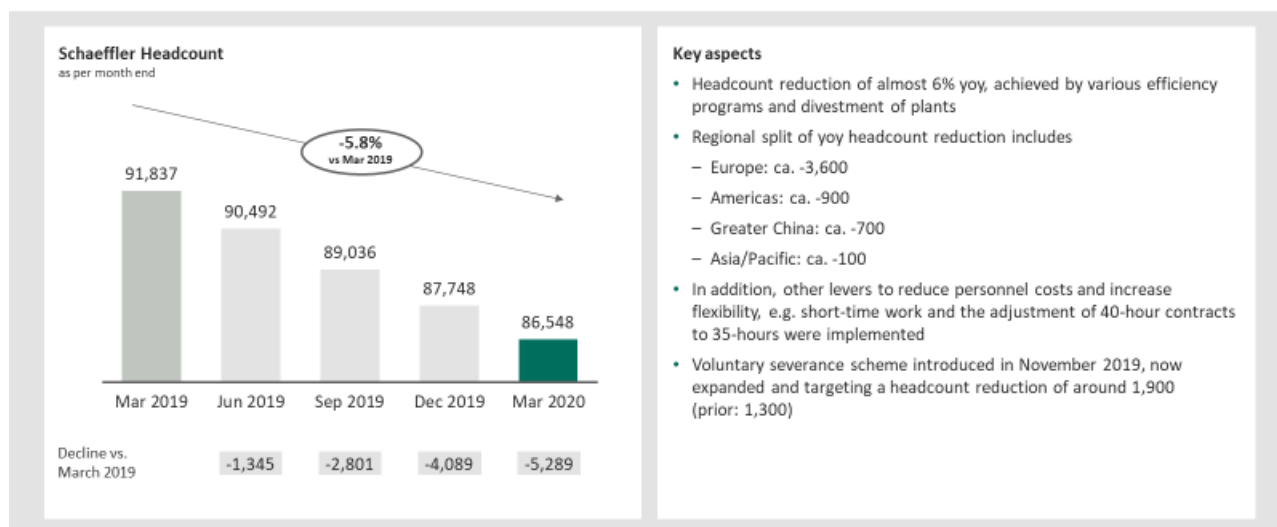 Schaeffler Headcount
as per month end
-5.8%
vs Mar 2019
91,837
90,492
89,036
87,748
86,548
Mar 2019 Jun 2019 Sep 2019 Dec 2019 Mar 2020
Decline vs.
March 2019
-1,345 -2,801 -4,089 -5,289
Key aspects
• Headcount reduction of almost 6% yoy, achieved by various efficiency
programs and divestment of plants
• Regional split of yoy headcount reduction includes
– Europe: ca. -3,600
– Americas: ca. -900
– Greater China: ca. -700
– Asia/Pacific: ca. -100
• In addition, other levers to reduce personnel costs and increase
flexibility, e.g. short-time work and the adjustment of 40-hour contracts
to 35-hours were implemented
• Voluntary severance scheme introduced in November 2019, now
expanded and targeting a headcount reduction of around 1,900
(prior: 1,300)